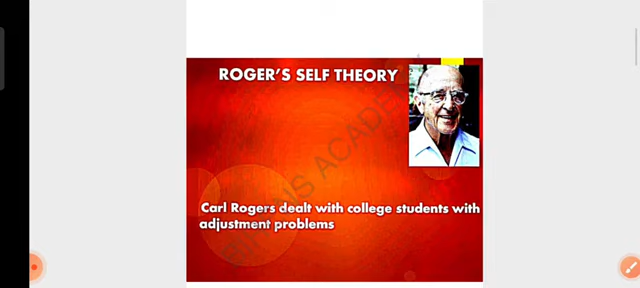 ROGER'S SELF THEORY
Carl Rogers dealt with college students with
adjustment problems